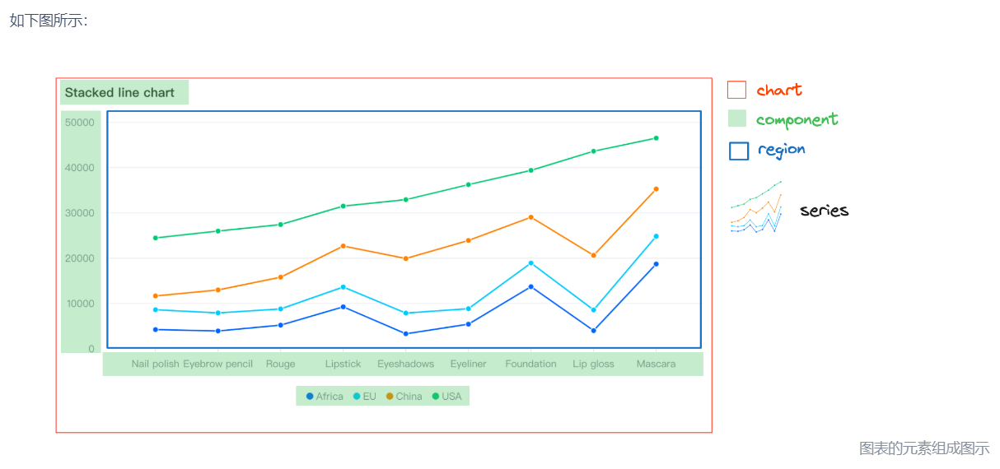 如下图所示：
Stacked line chart
chart
component
region
series
50000
40000
30000
20000
10000
0
Nail polish Eyebrow pencil Rouge Lipstick Eyeshadows Eyeliner Foundation Lip gloss Mascara
Africa EU China USA
图表的元素组成图示